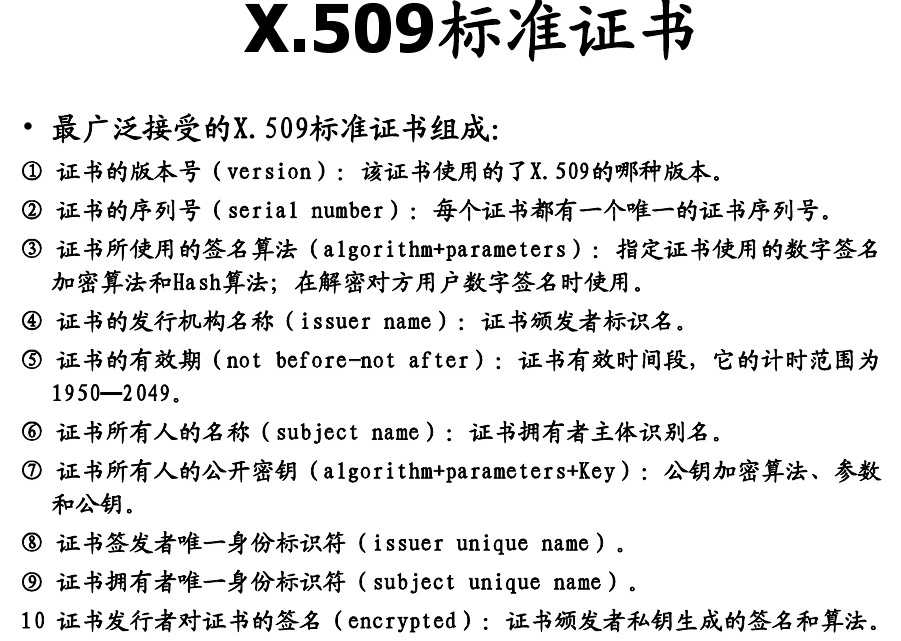 X.509标准证书
• 最广泛接受的X.509标准证书组成：
① 证书的版本号（version）：该证书使用的了X.509的哪种版本。
② 证书的序列号（serial number）：每个证书都有一个唯一的证书序列号。
③ 证书所使用的签名算法（algorithm+parameters）：指定证书使用的数字签名
加密算法和Hash算法；在解密对方用户数字签名时使用。
④ 证书的发行机构名称（issuer name）：证书颁发者标识名。
⑤ 证书的有效期（not before—not after）：证书有效时间段，它的计时范围为
1950—2049。
⑥ 证书所有人的名称（subject name）：证书拥有者主体识别名。
⑦ 证书所有人的公开密钥（algorithm+parameters+Key）：公钥加密算法、参数
和公钥。
⑧ 证书签发者唯一身份标识符（issuer unique name）。
⑨ 证书拥有者唯一身份标识符（subject unique name）。
10 证书发行者对证书的签名（encrypted）：证书颁发者私钥生成的签名和算法。